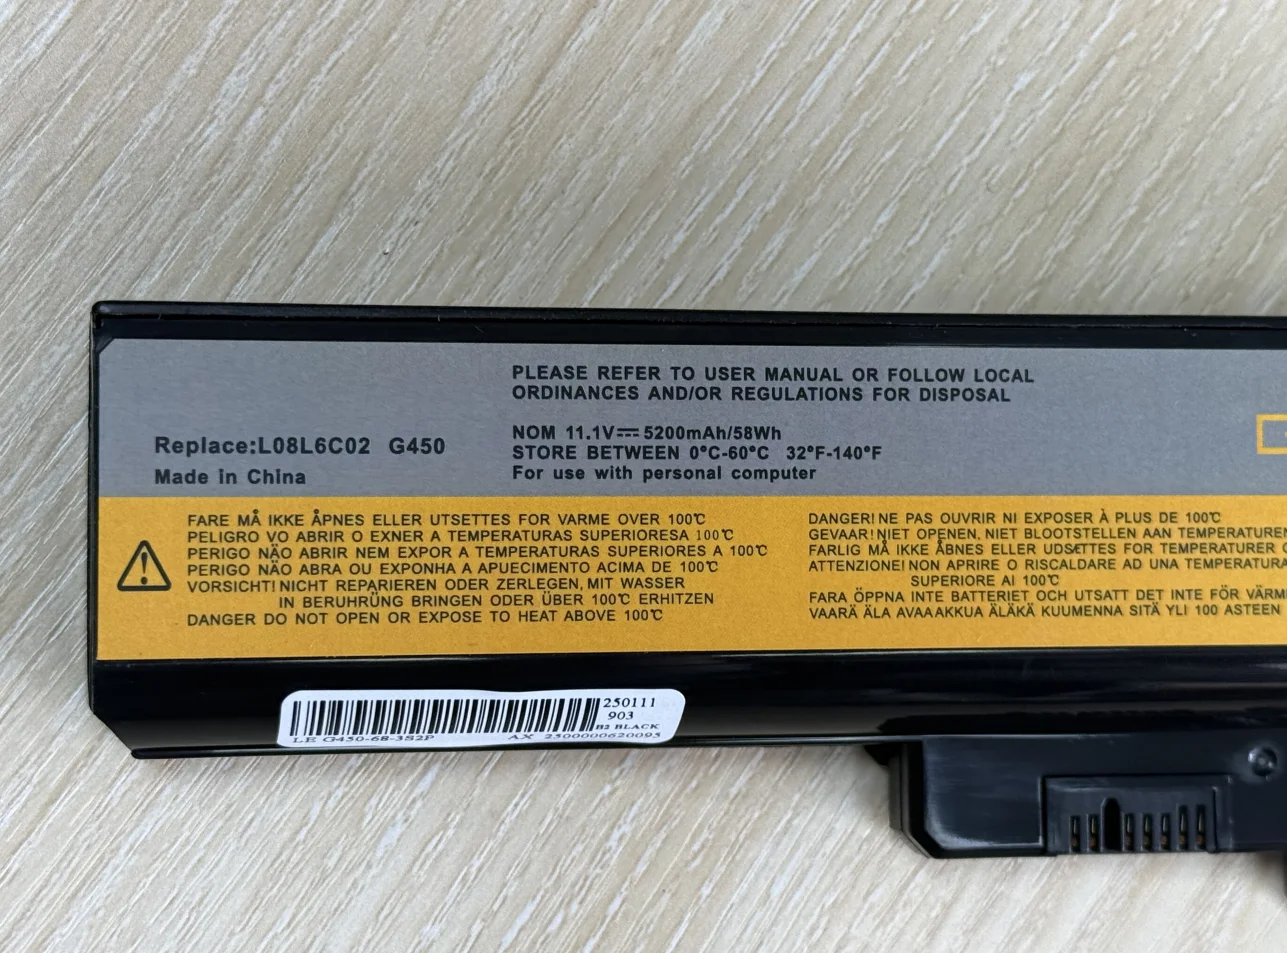 PLEASE REFER TO USER MANUAL OR FOLLOW LOCAL
ORDINANCES AND/OR REGULATIONS FOR DISPOSAL
Replace:L08L6C02 G450
Made in China
NOM 11.1V⎓5200mAh/58Wh
STORE BETWEEN 0°C-60°C 32°F-140°F
For use with personal computer
FARE MÅ IKKE ÅPNES ELLER UTSETTES FOR VARME OVER 100℃
PELIGRO VO ABRIR O EXNER A TEMPERATURAS SUPERIORESA 100℃
PERIGO NÃO ABRIR NEM EXPOR A TEMPERATURAS SUPERIORES A 100℃
PERIGO NÃO ABRA OU EXPONHA A APUECIMENTO ACIMA DE 100℃
VORSICHT! NICHT REPARIEREN ODER ZERLEGEN, MIT WASSER
IN BERUHRÜNG BRINGEN ODER ÜBER 100℃ ERHITZEN
DANGER DO NOT OPEN OR EXPOSE TO HEAT ABOVE 100℃
DANGER! NE PAS OUVRIR NI EXPOSER À PLUS DE 100℃
GEVAAR! NIET OPENEN, NIET BLOOTSTELLEN AAN TEMPERATUREN
FARLIG MÅ IKKE ÅBNES ELLER UDSÆTTES FOR TEMPERATURER
ATTENZIONE! NON APRIRE O RISCALDARE AD UNA TEMPERATURA
SUPERIORE AI 100℃
FARA ÖPPNA INTE BATTERIET OCH UTSATT DET INTE FÖR
VAARÄ ÄLA AVAAAKKUA ÄLÄKÄ KUUMENNA SITÄ YLI 100 ASTEEN
250111
903
B2 BLACK
LE G450-68-3S2P AX 2500000620095